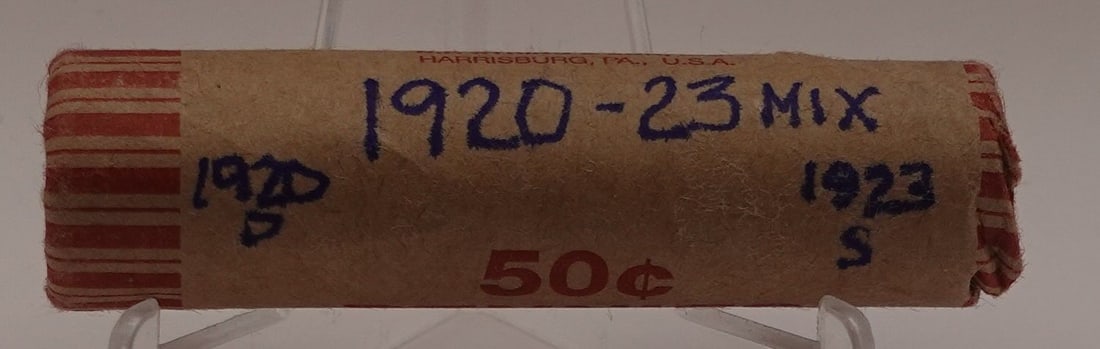 HARRISBURG, PA., U.S.A.
1920-23 MIX
1920
D
1923
S
50¢